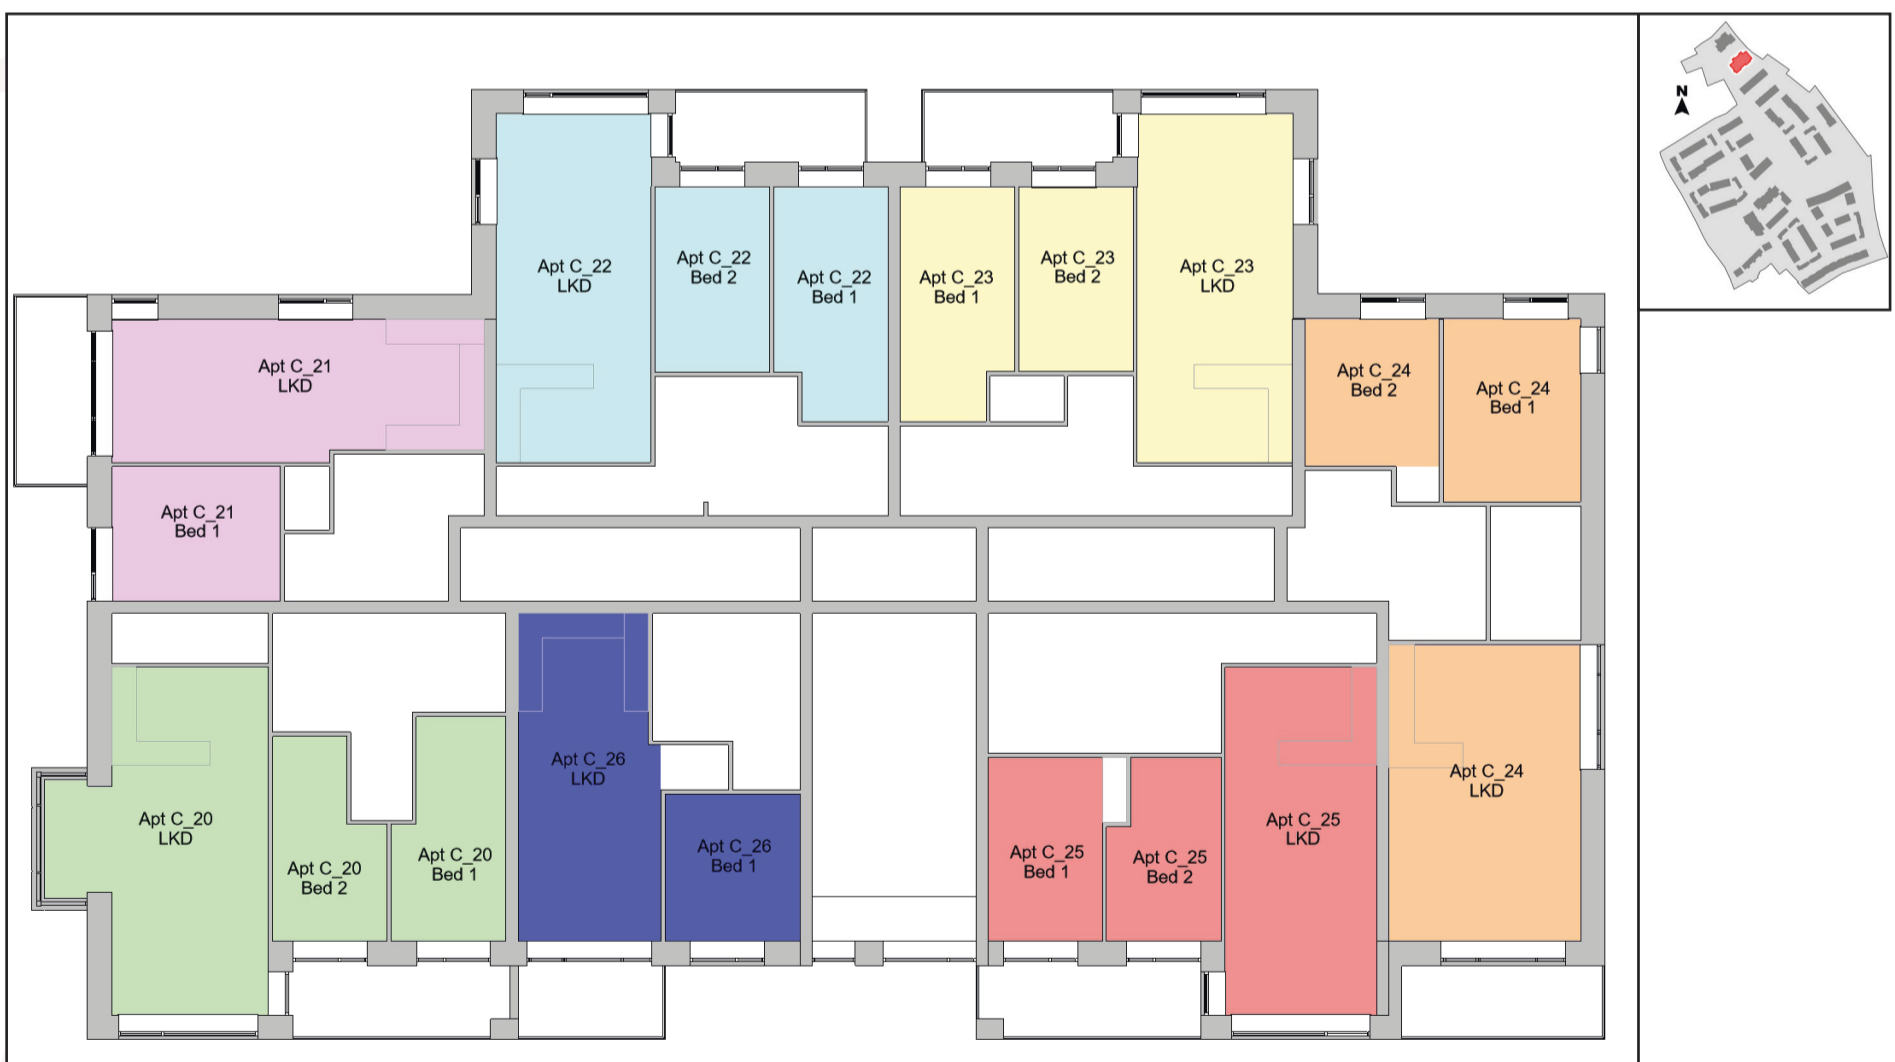 N
Apt C_22
LKD
Apt C_22
Bed 2
Apt C_22
Bed 1
Apt C_23
Bed 1
Apt C_23
Bed 2
Apt C_23
LKD
Apt C_21
LKD
Apt C_24
Bed 2
Apt C_24
Bed 1
Apt C_21
Bed 1
Apt C_20
LKD
Apt C_20
Bed 2
Apt C_20
Bed 1
Apt C_26
LKD
Apt C_26
Bed 1
Apt C_25
Bed 1
Apt C_25
Bed 2
Apt C_25
LKD
Apt C_24
LKD